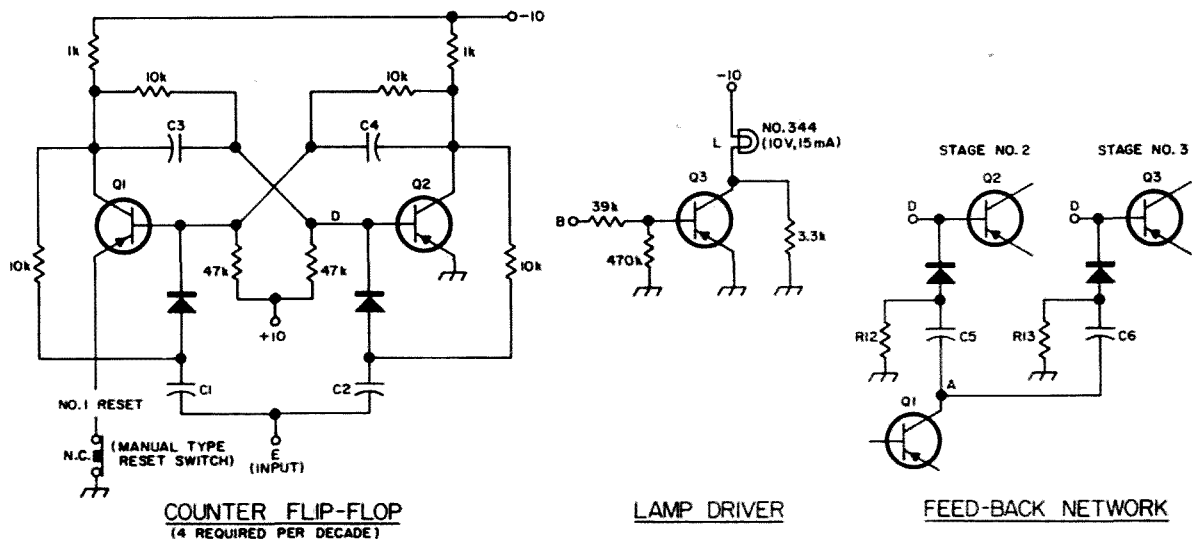 -10
1k
1k
10k
10k
C3
C4
Q1
Q2
D
10k
47k
47k
10k
+10
C1
C2
NO.1 RESET
N.C.
(MANUAL TYPE
RESET SWITCH)
E
(INPUT)
COUNTER FLIP-FLOP
(4 REQUIRED PER DECADE)
-10
L
NO.344
(10V,15mA)
Q3
B
39k
470k
3.3k
LAMP DRIVER
STAGE NO.2
STAGE NO.3
Q2
Q3
D
D
R12
C5
R13
C6
A
Q1
FEED-BACK NETWORK